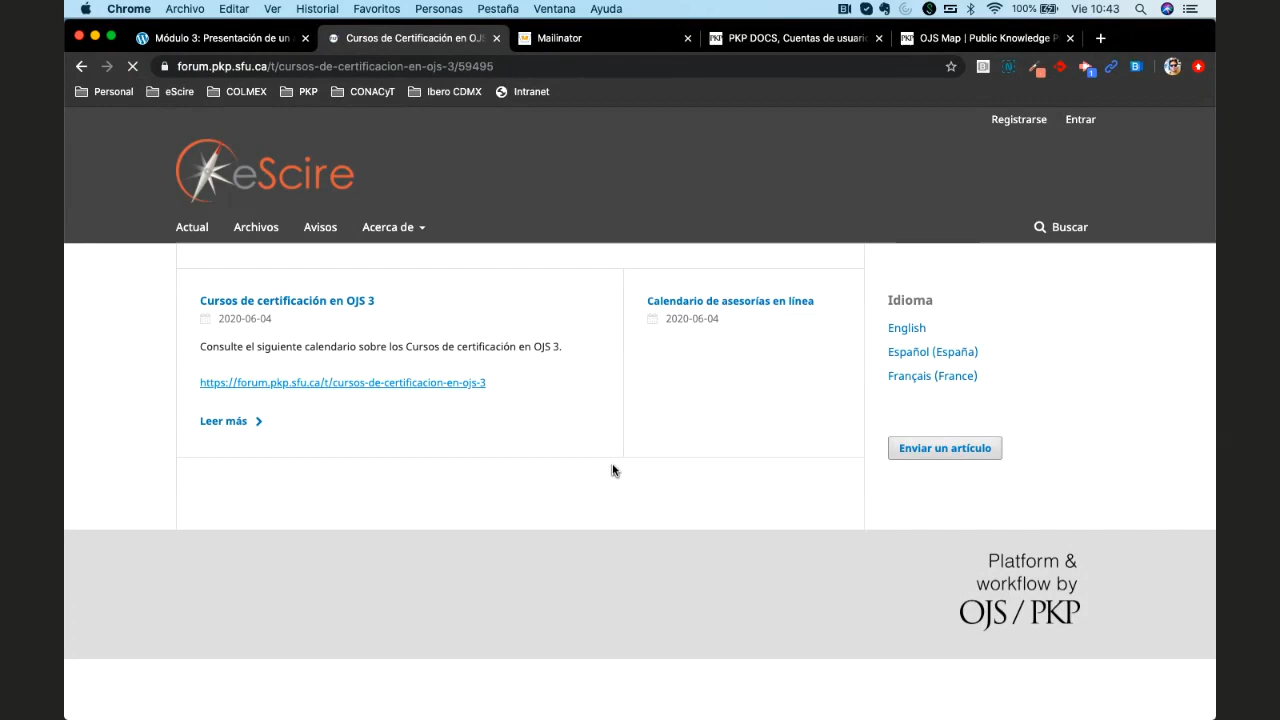 Chrome Archivo Editar Ver Historial Favoritos Personas Pestaña Ventana Ayuda 100% Vie 10:43
Módulo 3: Presentación de un Cursos de Certificación en OJS Mailinator PKP DOCS, Cuentas de usuari OJS Map | Public Knowledge P
forum.pkp.sfu.ca/t/cursos-de-certificacion-en-ojs-3/59495
Personal eScire COLMEX PKP CONACyT Ibero CDMX Intranet
Registrarse Entrar
eScire
Actual Archivos Avisos Acerca de Buscar
Cursos de certificación en OJS 3
2020-06-04
Consulte el siguiente calendario sobre los Cursos de certificación en OJS 3.
https://forum.pkp.sfu.ca/t/cursos-de-certificacion-en-ojs-3
Leer más
Calendario de asesorías en línea
2020-06-04
Idioma
English
Español (España)
Français (France)
Enviar un artículo
Platform &
workflow by
OJS / PKP